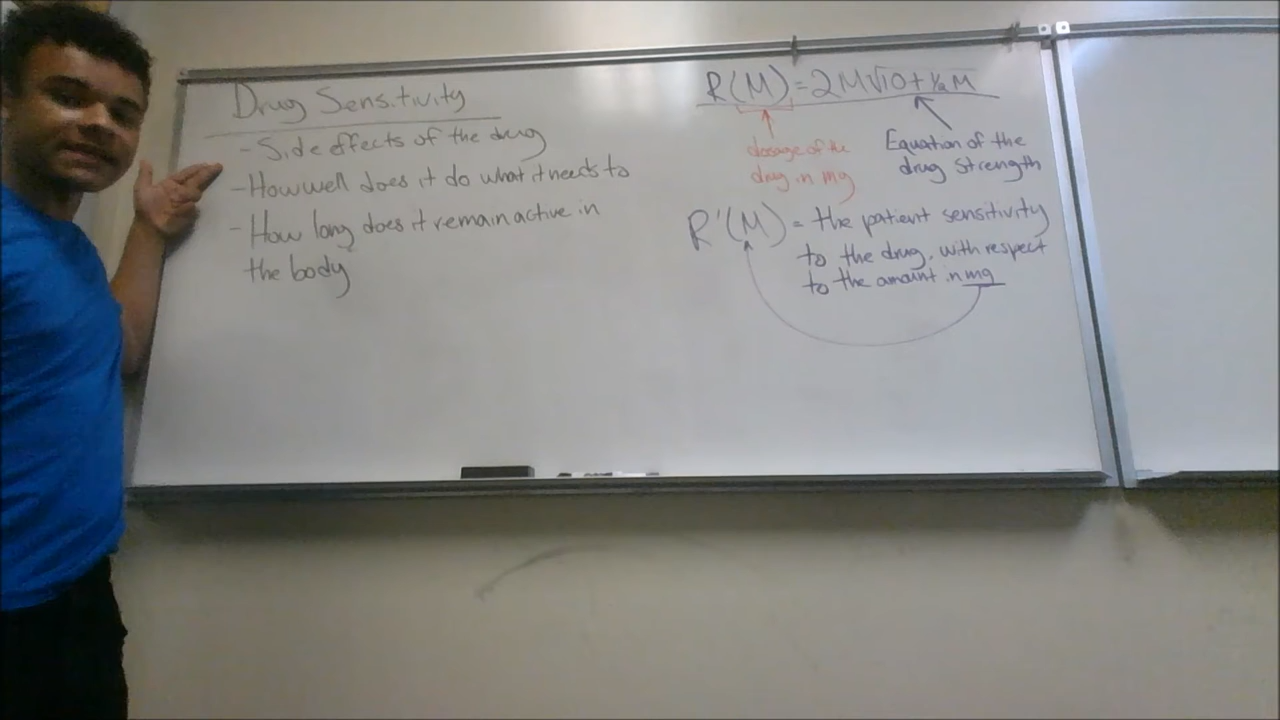 Drug Sensitivity
- Side effects of the drug
- How well does it do what it needs to
- How long does it remain active in
the body
R(M) = 2M√10 + ½M
dosage of the
drug in mg
Equation of the
drug strength
R'(M) = the patient sensitivity
to the drug, with respect
to the amount in mg